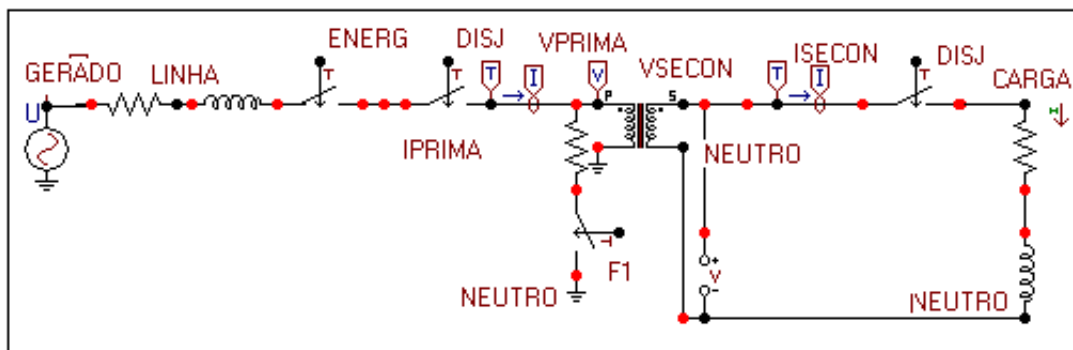 ENERG DISJ VPRIMA ISECON DISJ
GERADO LINHA VSECON CARGA
T I V T I
U T T P S T
IPRIMA NEUTRO
T
F1
NEUTRO
+
V
-
NEUTRO